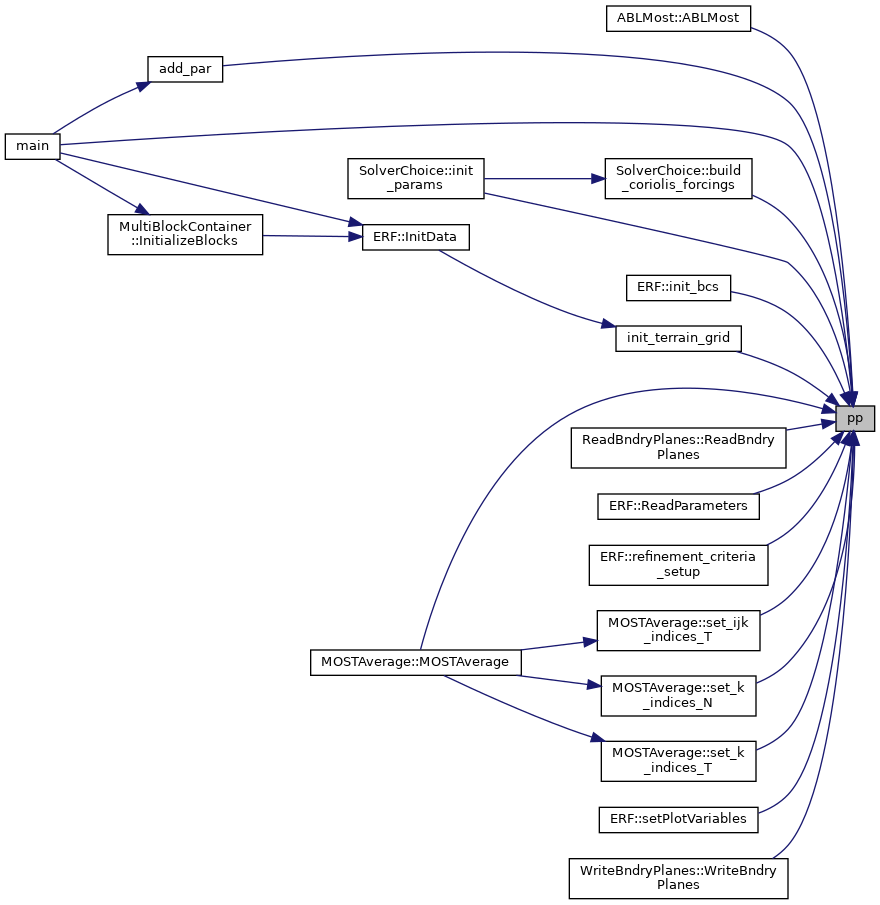 ABLMost::ABLMost
add_par
main
SolverChoice::init
_params
SolverChoice::build
_coriolis_forcings
MultiBlockContainer
::InitializeBlocks
ERF::InitData
ERF::init_bcs
init_terrain_grid
pp
ReadBndryPlanes::ReadBndry
Planes
ERF::ReadParameters
ERF::refinement_criteria
_setup
MOSTAverage::set_ijk
_indices_T
MOSTAverage::MOSTAverage
MOSTAverage::set_k
_indices_N
MOSTAverage::set_k
_indices_T
ERF::setPlotVariables
WriteBndryPlanes::WriteBndry
Planes